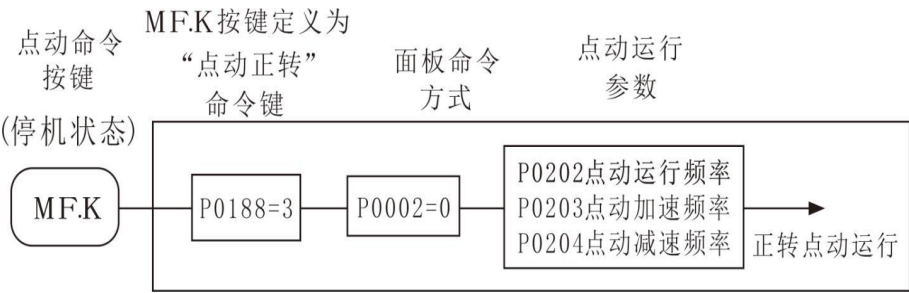 点动命令
按键
(停机状态)
MF.K按键定义为
“点动正转”
命令键
面板命令
方式
点动运行
参数
MF.K
P0188=3
P0002=0
P0202点动运行频率
P0203点动加速频率
P0204点动减速频率
正转点动运行